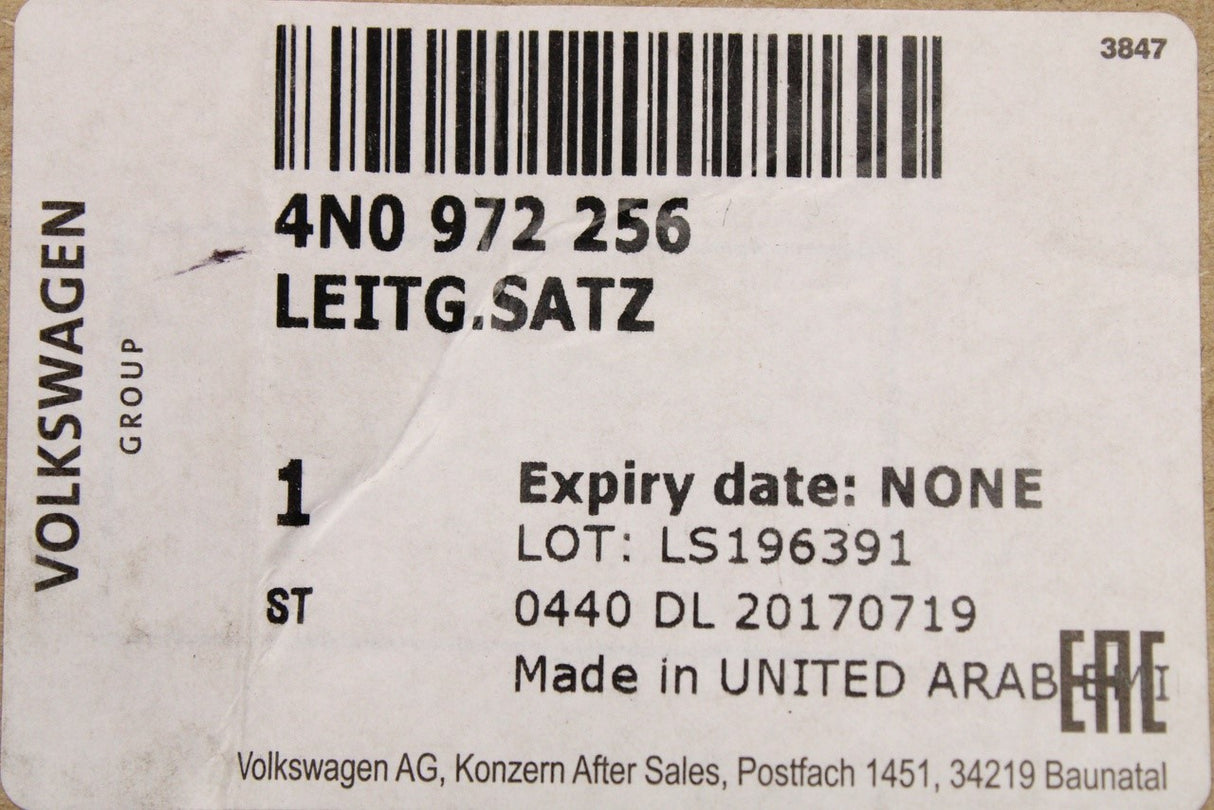 3847
4N0 972 256
LEITG.SATZ
VOLKSWAGEN
GROUP
1
ST
Expiry date: NONE
LOT: LS196391
0440 DL 20170719
Made in UNITED ARAB EMI
EAC
Volkswagen AG, Konzern After Sales, Postfach 1451, 34219 Baunatal